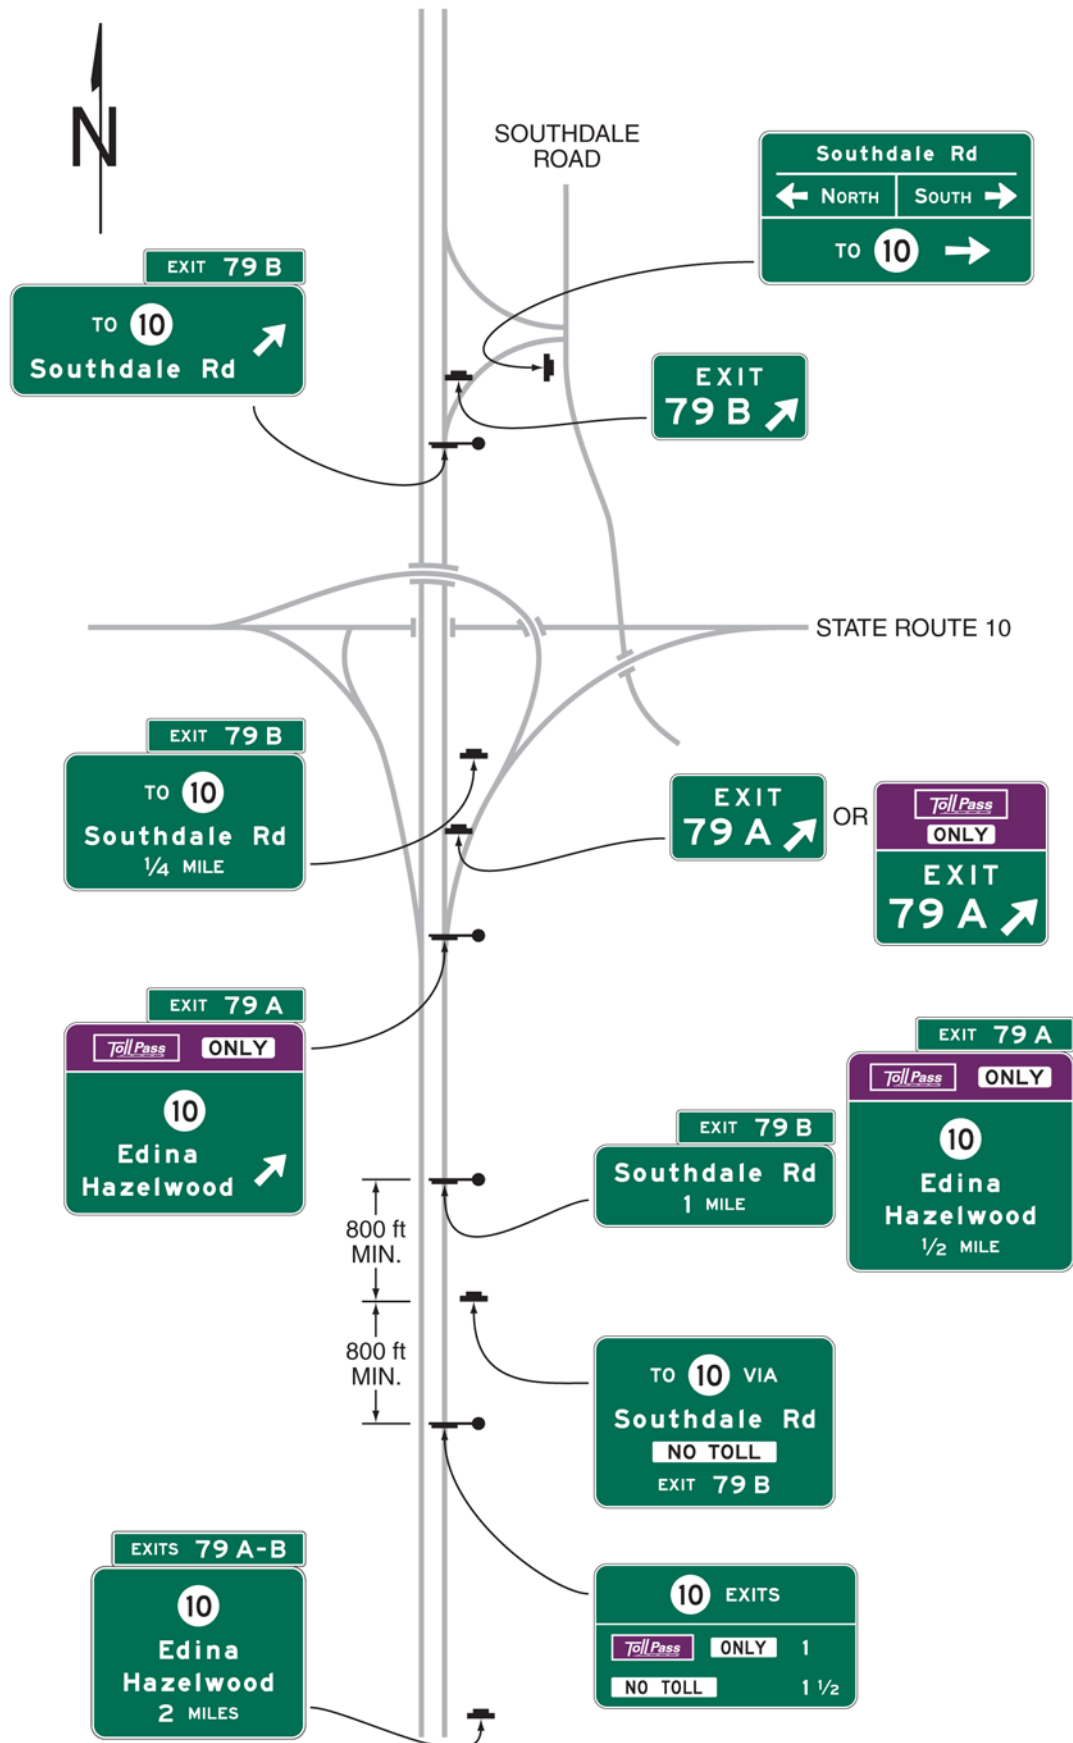 N
SOUTHDALE
ROAD
Southdale Rd
NORTH SOUTH
TO 10
EXIT 79 B
TO 10
Southdale Rd
EXIT
79 B
STATE ROUTE 10
EXIT 79 B
TO 10
Southdale Rd
1/4 MILE
EXIT
79 A
OR
Toll Pass
ONLY
EXIT
79 A
EXIT 79 A
Toll Pass ONLY
10
Edina
Hazelwood
EXIT 79 A
Toll Pass ONLY
10
Edina
Hazelwood
1/2 MILE
EXIT 79 B
Southdale Rd
1 MILE
800 ft
MIN.
800 ft
MIN.
TO 10 VIA
Southdale Rd
NO TOLL
EXIT 79 B
EXITS 79 A-B
10
Edina
Hazelwood
2 MILES
10 EXITS
Toll Pass ONLY 1
NO TOLL 1 1/2